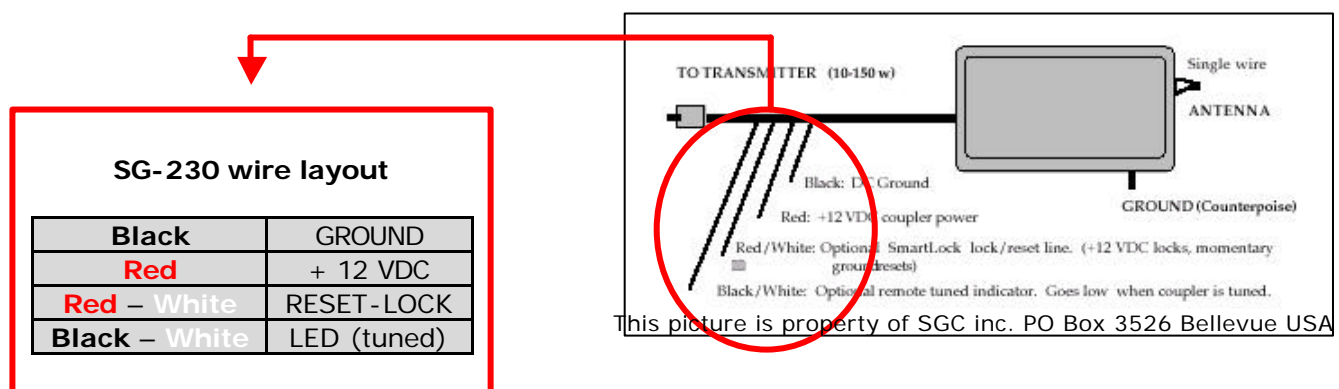 SG-230 wire layout
Black GROUND
Red + 12 VDC
Red – White RESET-LOCK
Black – White LED (tuned)
TO TRANSMITTER (10-150 w)
Single wire
ANTENNA
Black: DC Ground
GROUND (Counterpoise)
Red: +12 VDC coupler power
Red/White: Optional SmartLock lock/reset line. (+12 VDC locks, momentary
groundresets)
Black/White: Optional remote tuned indicator. Goes low when coupler is tuned.
This picture is property of SGC inc. PO Box 3526 Bellevue USA